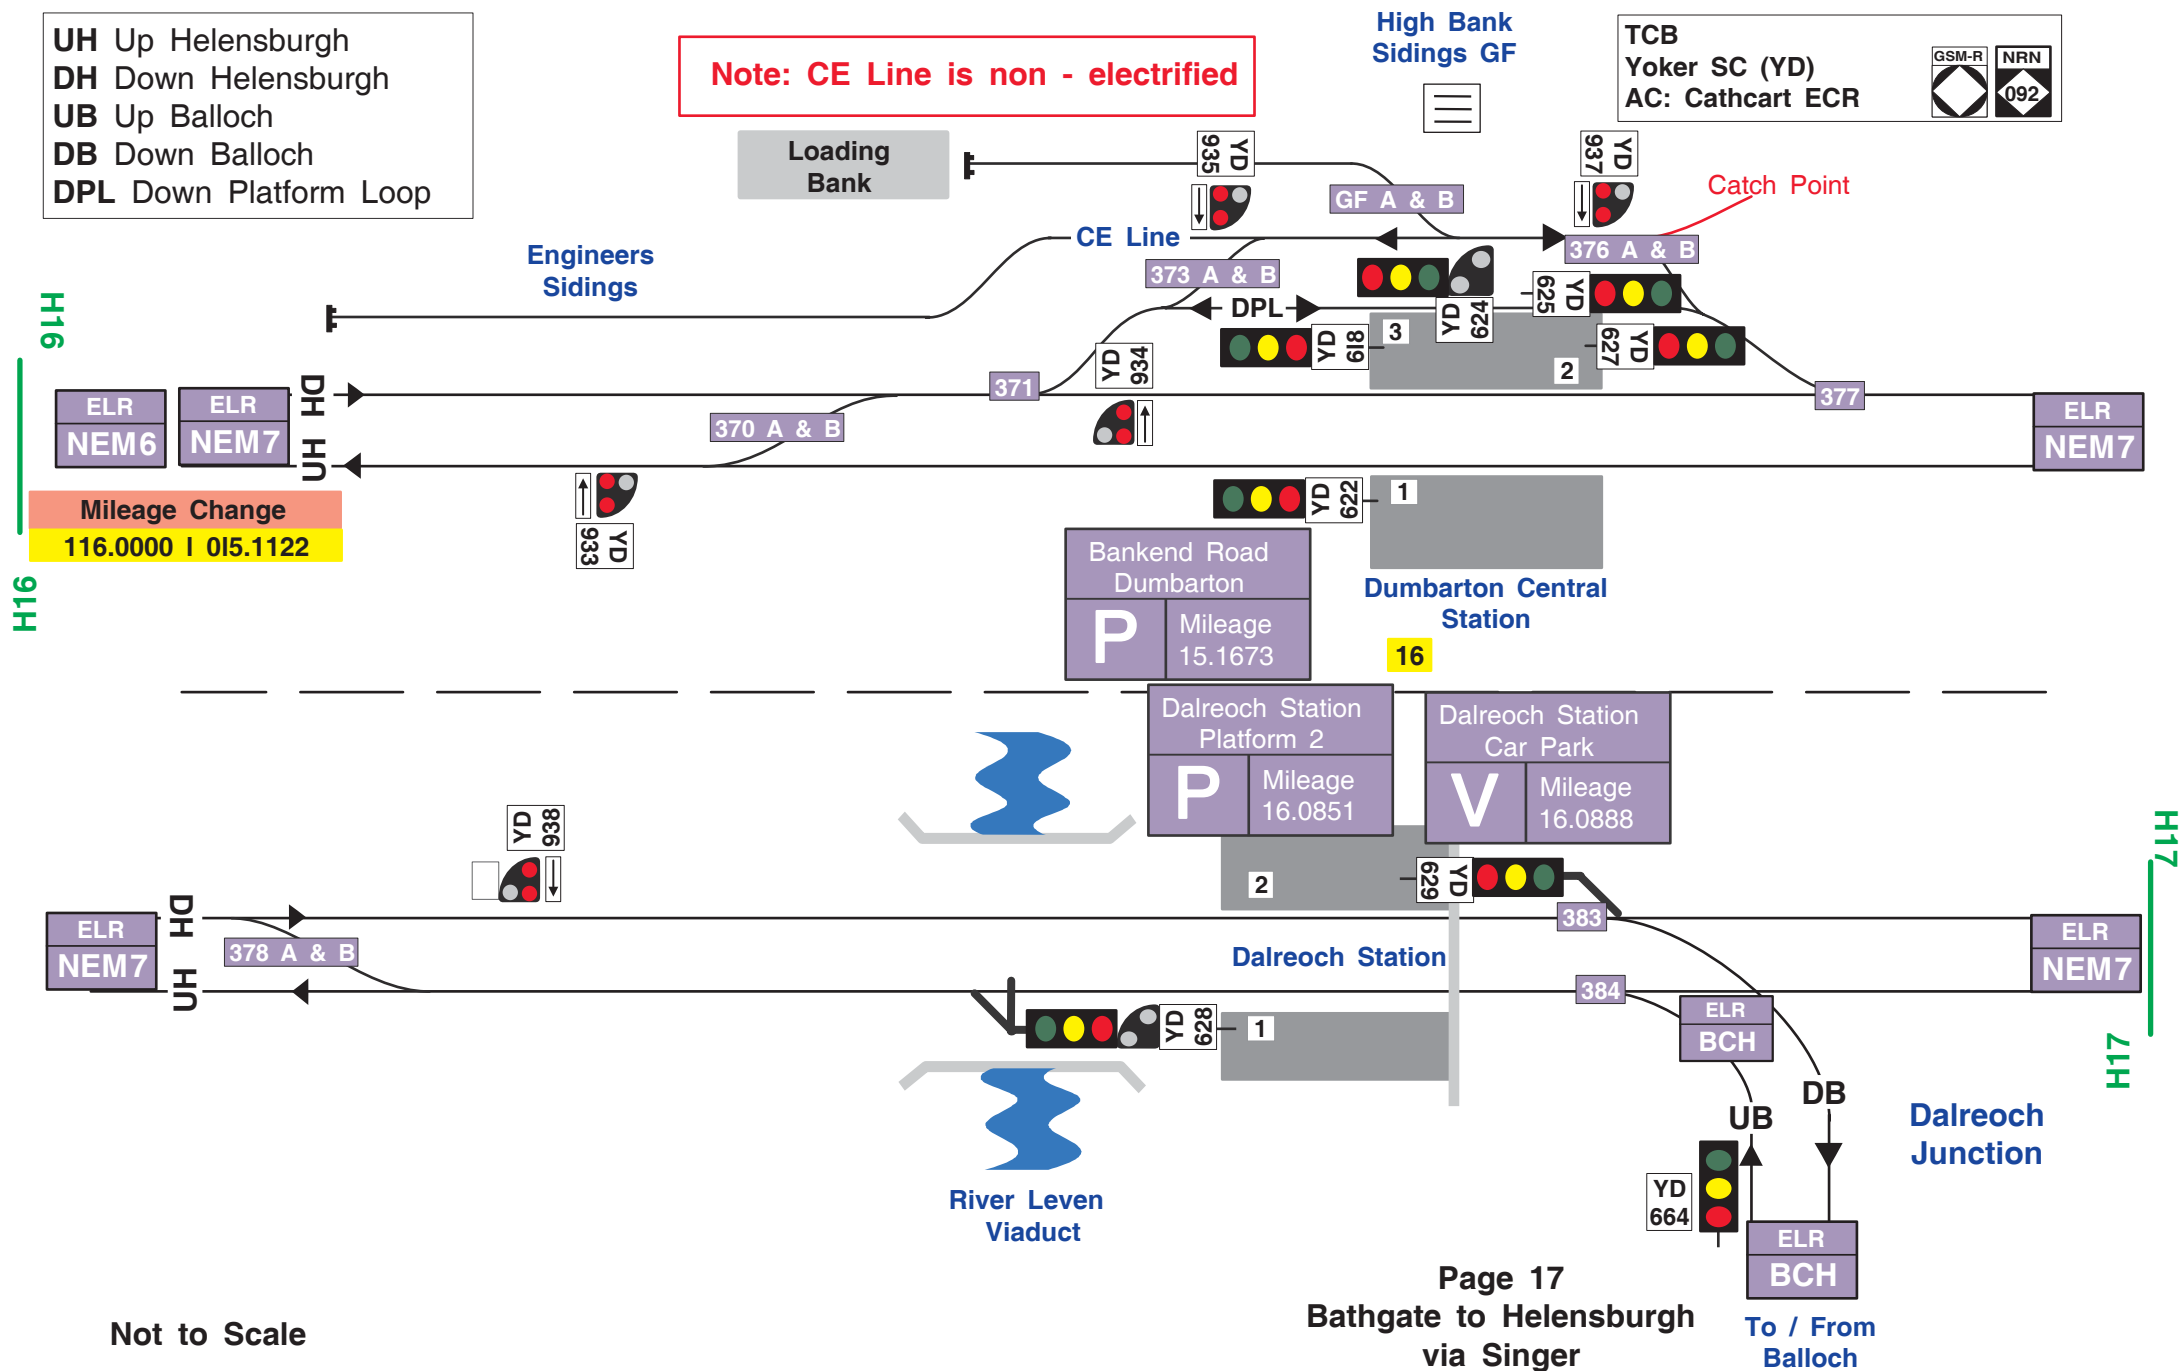 UH Up Helensburgh
DH Down Helensburgh
UB Up Balloch
DB Down Balloch
DPL Down Platform Loop
Note: CE Line is non - electrified
High Bank
Sidings GF
TCB
Yoker SC (YD)
AC: Cathcart ECR
GSM-R
NRN
092
Loading
Bank
YD
935
YD
937
Catch Point
GF A & B
CE Line
376 A & B
Engineers
Sidings
373 A & B
DPL
YD
624
YD
625
H16
YD
618
3
YD
627
2
YD
934
ELR
NEM6
ELR
NEM7
DH
371
377
ELR
NEM7
370 A & B
UH
Mileage Change
116.0000 I 015.1122
YD
933
YD
622
1
H16
Bankend Road
Dumbarton
P
Mileage
15.1673
Dumbarton Central
Station
16
Dalreoch Station
Platform 2
P
Mileage
16.0851
Dalreoch Station
Car Park
V
Mileage
16.0888
YD
938
H17
2
YD
629
ELR
NEM7
DH
378 A & B
383
ELR
NEM7
Dalreoch Station
UH
384
YD
628
1
ELR
BCH
H17
DB
UB
Dalreoch
Junction
River Leven
Viaduct
YD
664
ELR
BCH
Page 17
Bathgate to Helensburgh
via Singer
To / From
Balloch
Not to Scale